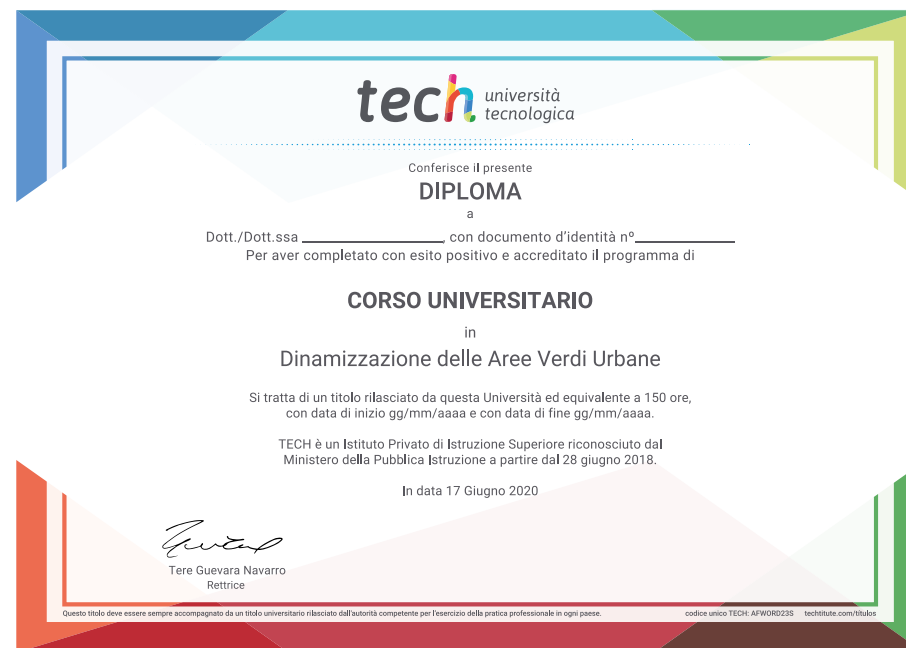 tech università
tecnologica
Conferisce il presente
DIPLOMA
a
Dott./Dott.ssa ____________________, con documento d'identità nº______________
Per aver completato con esito positivo e accreditato il programma di
CORSO UNIVERSITARIO
in
Dinamizzazione delle Aree Verdi Urbane
Si tratta di un titolo rilasciato da questa Università ed equivalente a 150 ore,
con data di inizio gg/mm/aaaa e con data di fine gg/mm/aaaa.
TECH è un Istituto Privato di Istruzione Superiore riconosciuto dal
Ministero della Pubblica Istruzione a partire dal 28 giugno 2018.
In data 17 Giugno 2020
Tere Guevara Navarro
Rettrice
Questo titolo deve essere sempre accompagnato da un titolo universitario rilasciato dall'autorità competente per l'esercizio della pratica professionale in ogni paese. codice unico TECH: AFWORD23S techtitute.com/títulos